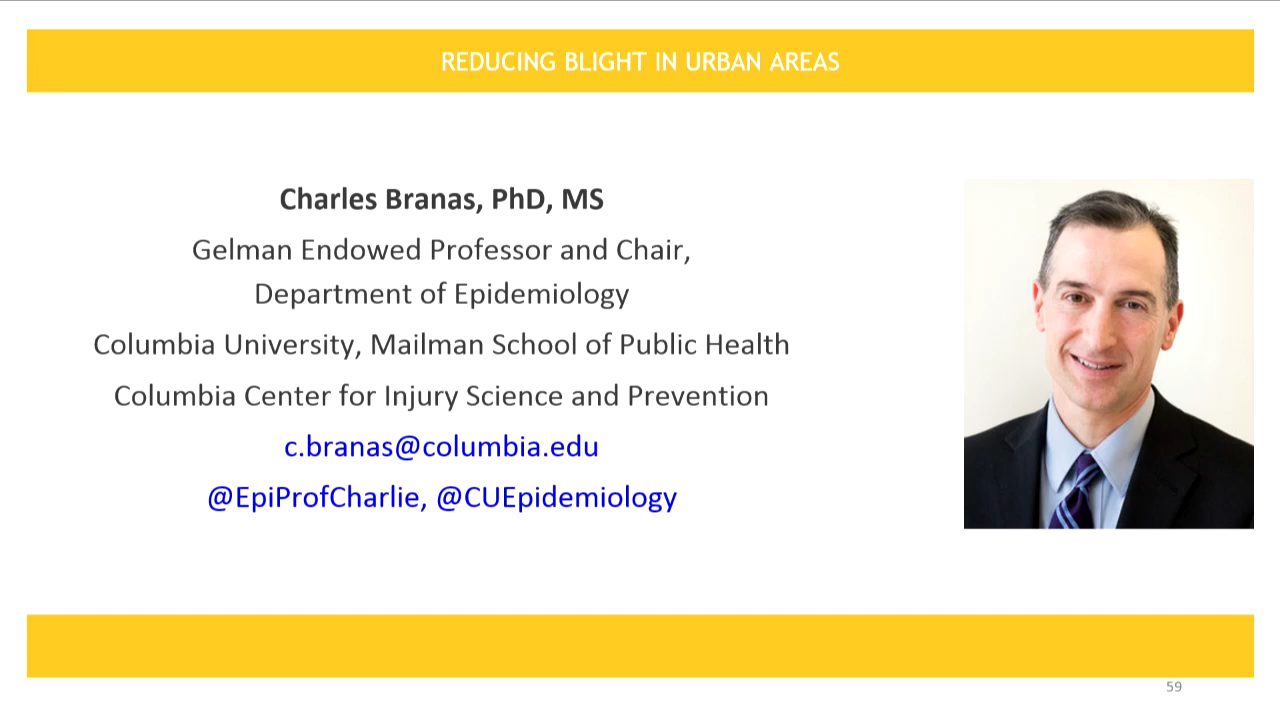 REDUCING BLIGHT IN URBAN AREAS
Charles Branas, PhD, MS
Gelman Endowed Professor and Chair,
Department of Epidemiology
Columbia University, Mailman School of Public Health
Columbia Center for Injury Science and Prevention
c.branas@columbia.edu
@EpiProfCharlie, @CUEpidemiology
59